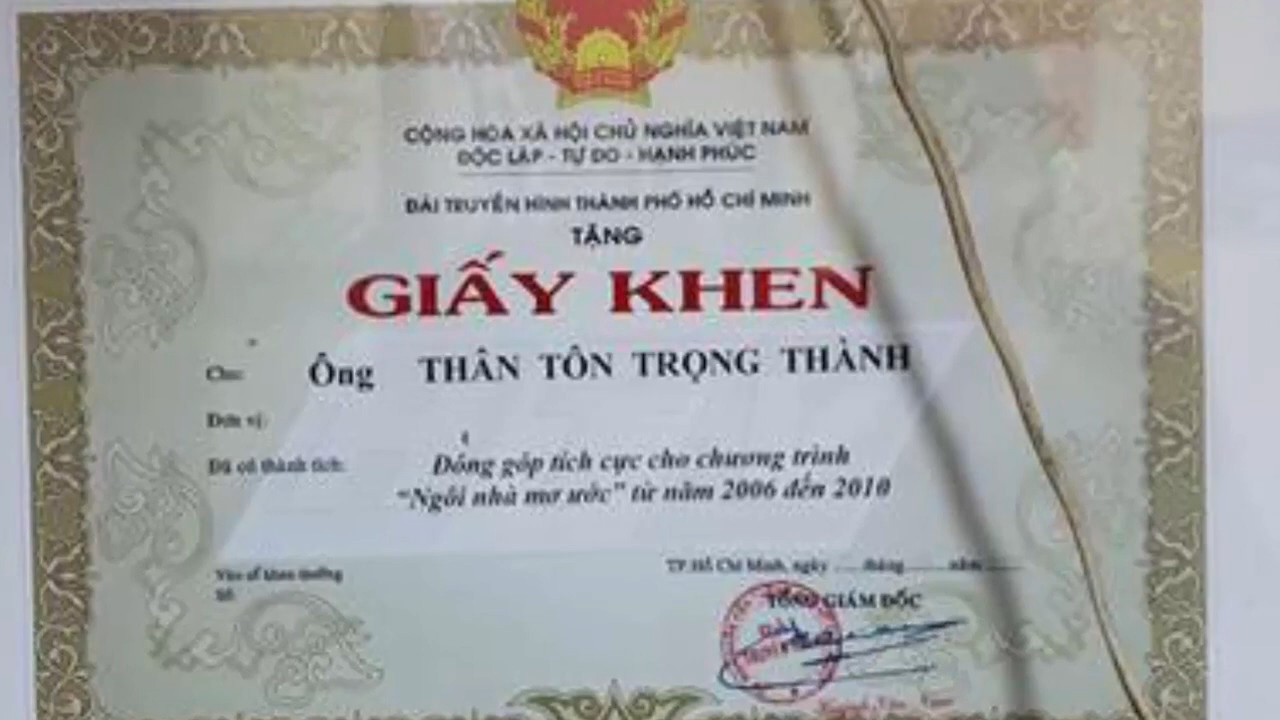 CỘNG HÒA XÃ HỘI CHỦ NGHĨA VIỆT NAM
ĐỘC LẬP - TỰ DO - HẠNH PHÚC
ĐÀI TRUYỀN HÌNH THÀNH PHỐ HỒ CHÍ MINH
TẶNG
GIẤY KHEN
Cho: Ông THÂN TÔN TRỌNG THÀNH
Đơn vị:
Đã có thành tích: Đóng góp tích cực cho chương trình
“Ngôi nhà mơ ước” từ năm 2006 đến 2010
Vào sổ khen thưởng
Số
TP. Hồ Chí Minh, ngày ..... tháng ....... năm ......
TỔNG GIÁM ĐỐC